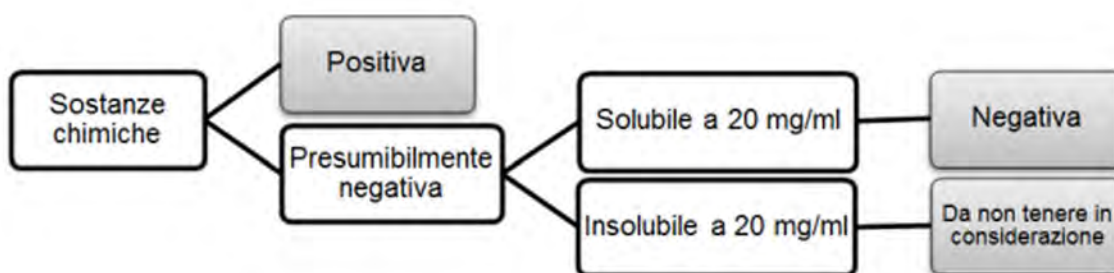 Sostanze
chimiche
Positiva
Presumibilmente
negativa
Solubile a 20 mg/ml
Negativa
Insolubile a 20 mg/ml
Da non tenere in
considerazione